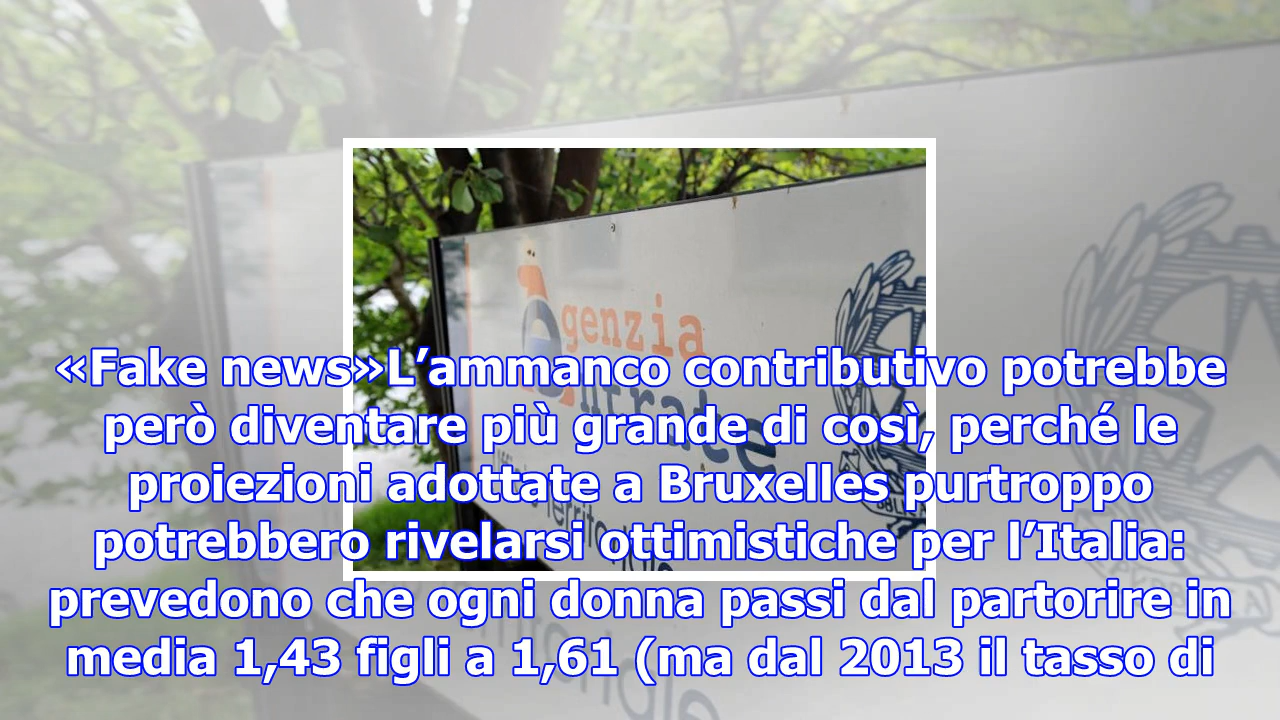 genzia
ntrate
«Fake news»L’ammanco contributivo potrebbe
però diventare più grande di così, perché le
proiezioni adottate a Bruxelles purtroppo
potrebbero rivelarsi ottimistiche per l’Italia:
prevedono che ogni donna passi dal partorire in
media 1,43 figli a 1,61 (ma dal 2013 il tasso di